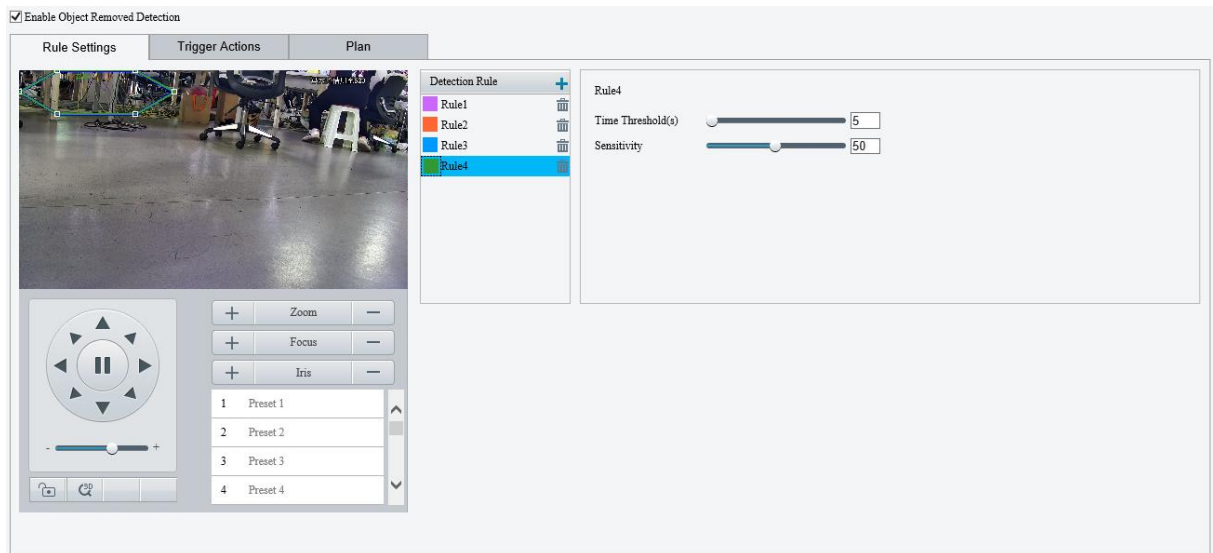 Enable Object Removed Detection
Rule Settings
Trigger Actions
Plan
Detection Rule
Rule1
Rule2
Rule3
Rule4
Rule4
Time Threshold(s)
5
Sensitivity
50
+ Zoom −
+ Focus −
+ Iris −
1 Preset 1
2 Preset 2
3 Preset 3
4 Preset 4
- +
3D